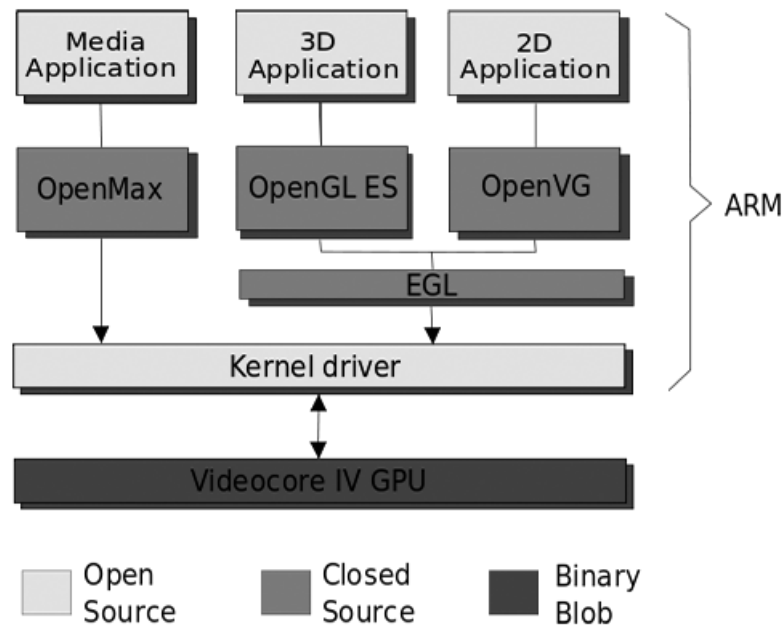 Media
Application
3D
Application
2D
Application
OpenMax
OpenGL ES
OpenVG
ARM
EGL
Kernel driver
Videocore IV GPU
Open
Source
Closed
Source
Binary
Blob